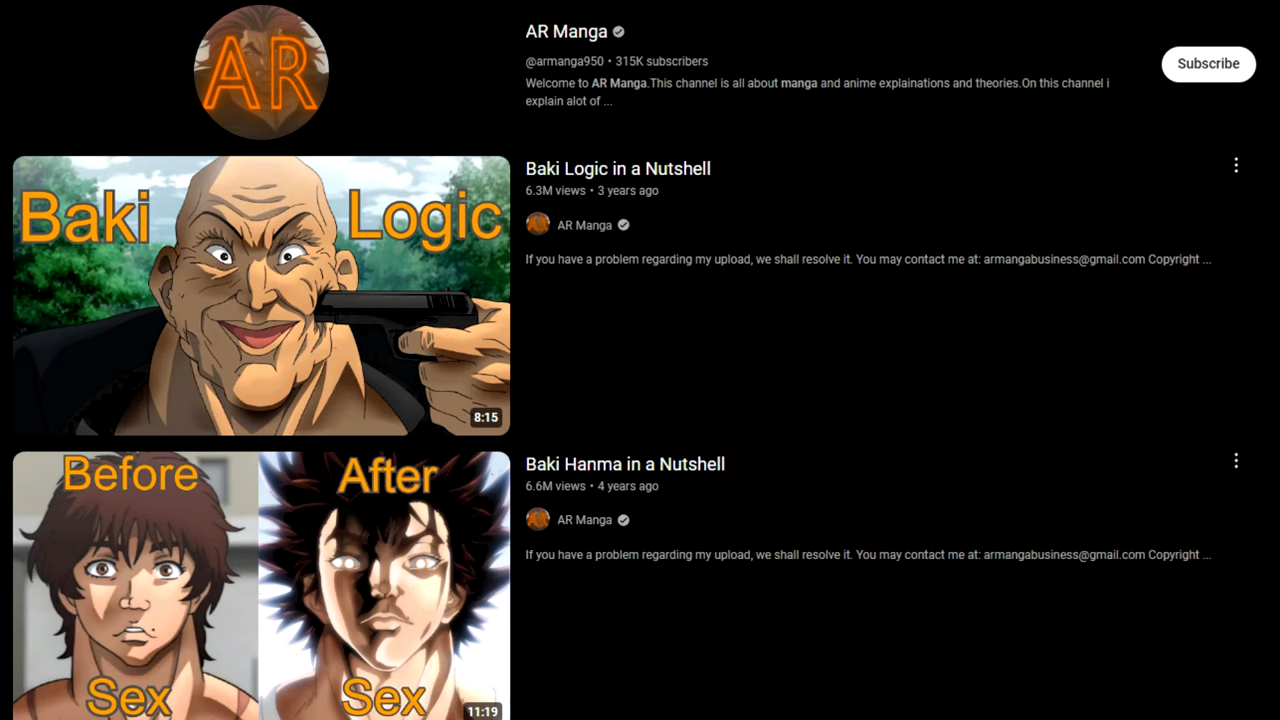 AR
AR Manga
@armanga950 • 315K subscribers
Welcome to AR Manga.This channel is all about manga and anime explainations and theories.On this channel i
explain alot of ...
Subscribe
Baki Logic
8:15
Baki Logic in a Nutshell
6.3M views • 3 years ago
AR Manga
If you have a problem regarding my upload, we shall resolve it. You may contact me at: armangabusiness@gmail.com Copyright ...
Before After
Sex Sex
11:19
Baki Hanma in a Nutshell
6.6M views • 4 years ago
AR Manga
If you have a problem regarding my upload, we shall resolve it. You may contact me at: armangabusiness@gmail.com Copyright ...